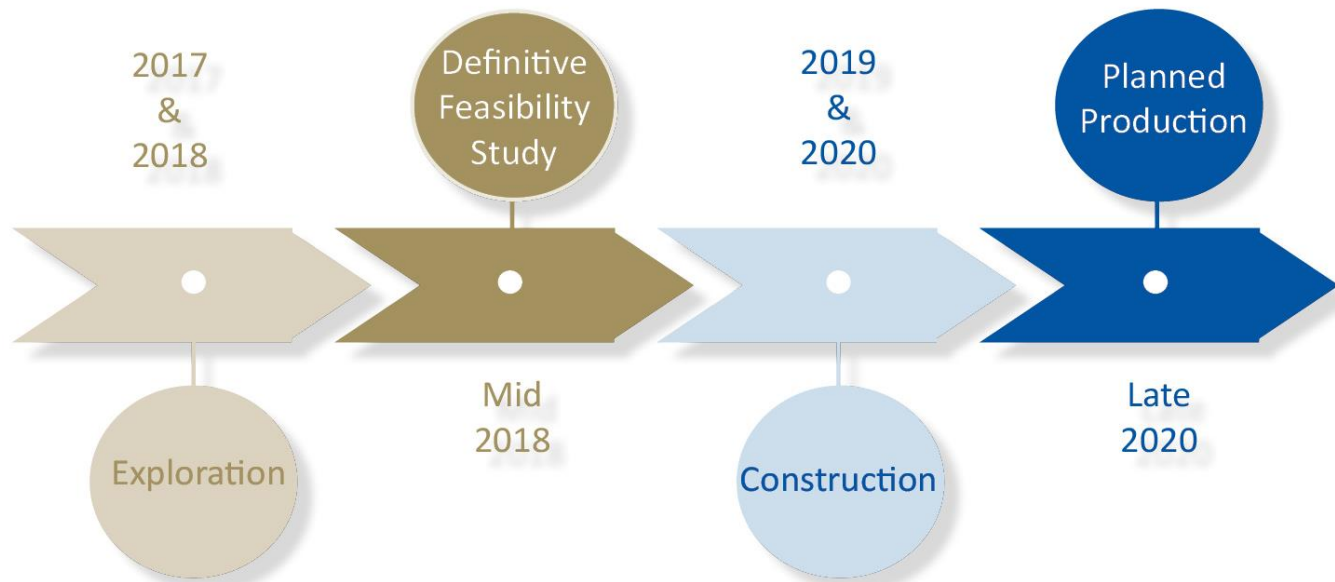 2017
&
2018
Exploration
Definitive
Feasibility
Study
Mid
2018
2019
&
2020
Construction
Planned
Production
Late
2020